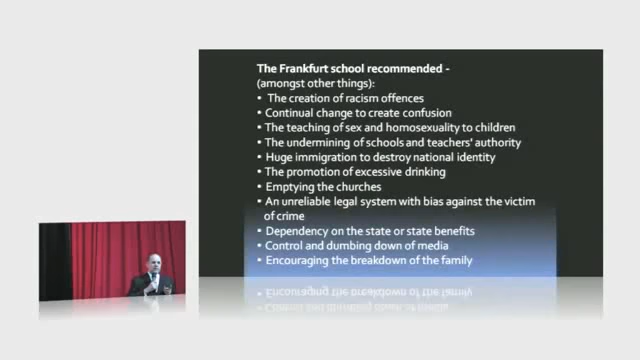 The Frankfurt school recommended -
(amongst other things):
• The creation of racism offences
• Continual change to create confusion
• The teaching of sex and homosexuality to children
• The undermining of schools and teachers' authority
• Huge immigration to destroy national identity
• The promotion of excessive drinking
• Emptying the churches
• An unreliable legal system with bias against the victim
of crime
• Dependency on the state or state benefits
• Control and dumbing down of media
• Encouraging the breakdown of the family